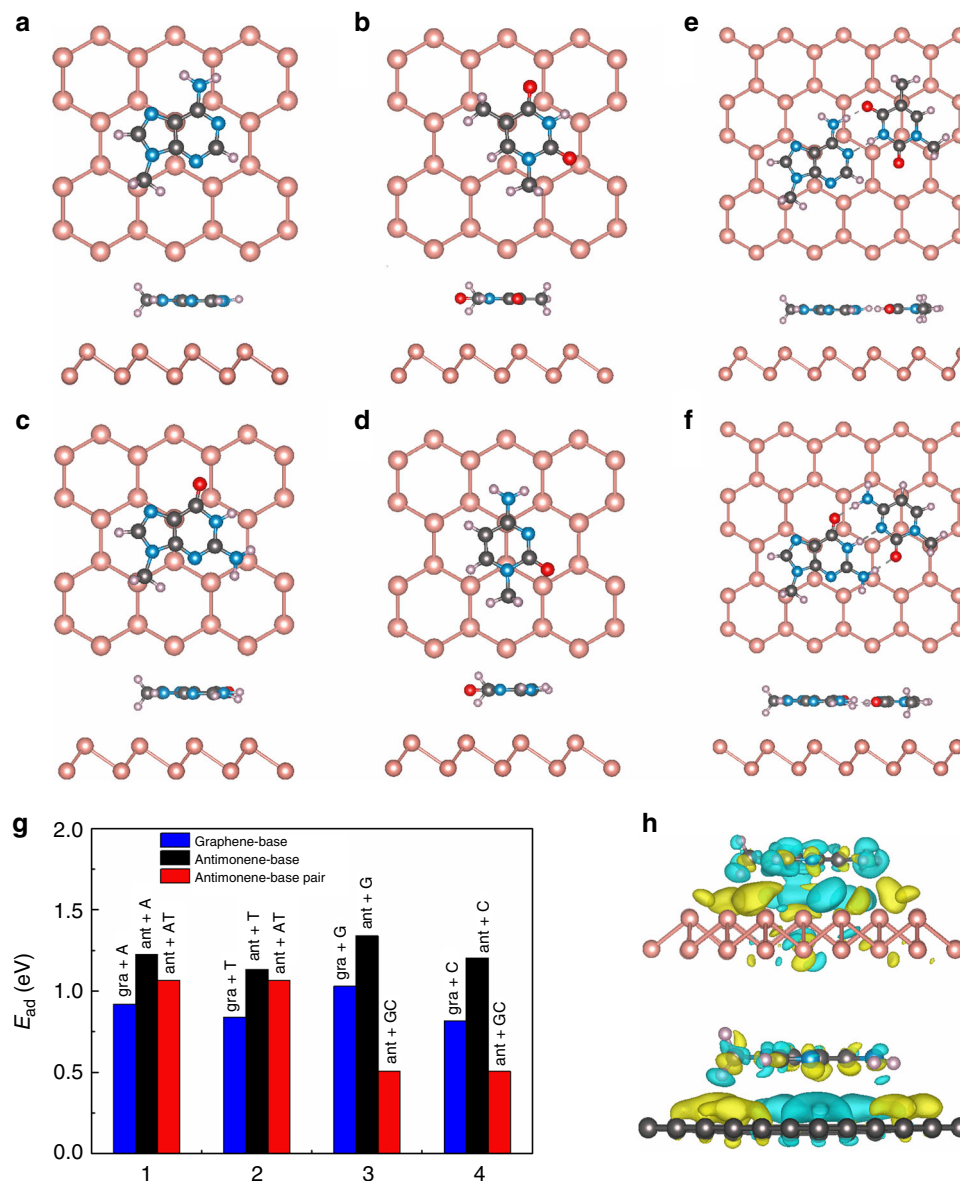 a
b
e
c
d
f
g
h
2.0
1.5
1.0
0.5
0.0
E_ad (eV)
Graphene-base
Antimonene-base
Antimonene-base pair
gra + A
ant + A
ant + AT
gra + T
ant + T
ant + AT
gra + G
ant + G
ant + GC
gra + C
ant + C
ant + GC
1 2 3 4